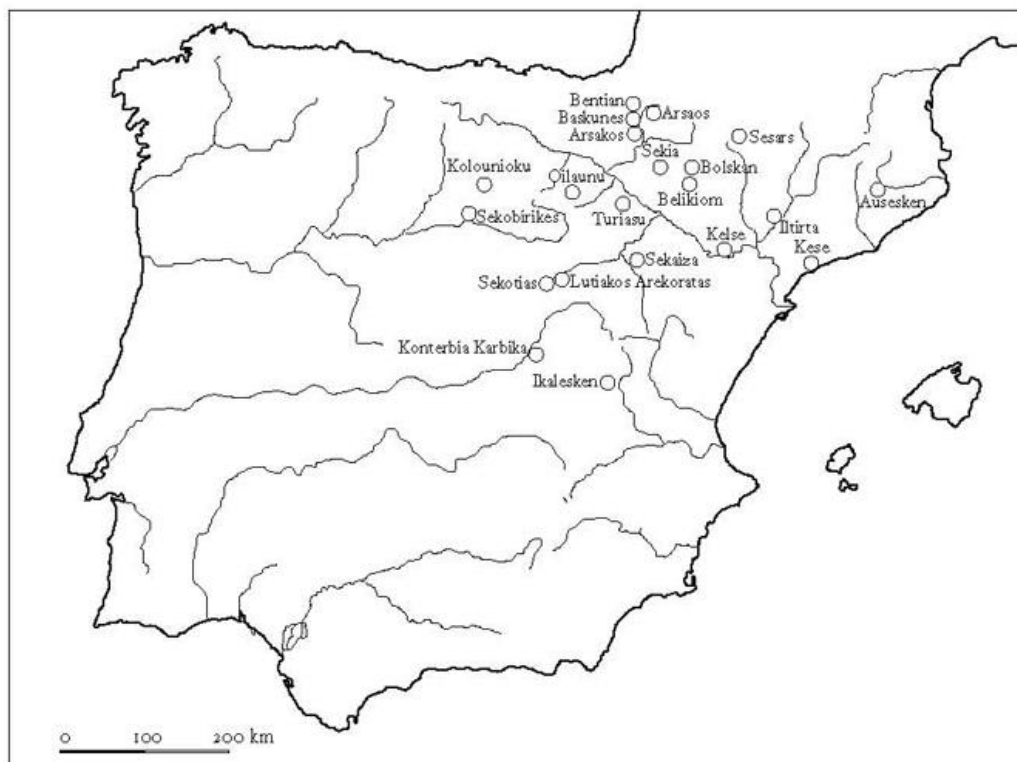 Bentian
Arsaos
Baskunes
Arsakos
Sesars
Sekia
Bolskan
Kolounioku
ilaunu
Belikiom
Ausesken
Turiasu
Sekobirikes
Iltirta
Kelse
Kese
Sekaiza
Sekotias
Lutiakos Arekoratas
Konterbia Karbika
Ikalesken
0 100 200 km